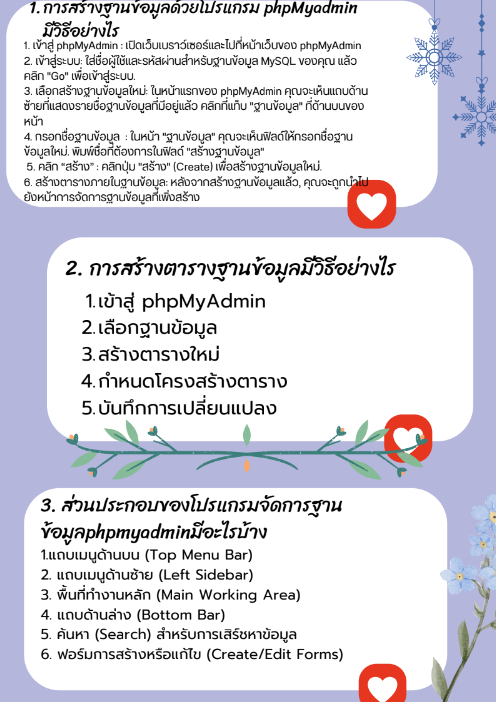 1. การสร้างฐานข้อมูลด้วยโปรแกรม phpMyadmin
มีวิธีอย่างไร
1. เข้าสู่ phpMyAdmin : เปิดเว็บเบราว์เซอร์และไปที่หน้าเว็บของ phpMyAdmin
2. เข้าสู่ระบบ: ใส่ชื่อผู้ใช้และรหัสผ่านสำหรับฐานข้อมูล MySQL ของคุณ แล้ว
คลิก "Go" เพื่อเข้าสู่ระบบ.
3. เลือกสร้างฐานข้อมูลใหม่: ในหน้าแรกของ phpMyAdmin คุณจะเห็นแถบด้าน
ซ้ายที่แสดงรายชื่อฐานข้อมูลที่มีอยู่แล้ว คลิกที่แท็บ "ฐานข้อมูล" ที่ด้านบนของ
หน้า
4. กรอกชื่อฐานข้อมูล : ในหน้า "ฐานข้อมูล" คุณจะเห็นฟิลด์ให้กรอกชื่อฐาน
ข้อมูลใหม่. พิมพ์ชื่อที่ต้องการในฟิลด์ "สร้างฐานข้อมูล"
5. คลิก "สร้าง" : คลิกปุ่ม "สร้าง" (Create) เพื่อสร้างฐานข้อมูลใหม่.
6. สร้างตารางภายในฐานข้อมูล: หลังจากสร้างฐานข้อมูลแล้ว, คุณจะถูกนำไป
ยังหน้าการจัดการฐานข้อมูลที่เพิ่งสร้าง
2. การสร้างตารางฐานข้อมูลมีวิธีอย่างไร
1. เข้าสู่ phpMyAdmin
2. เลือกฐานข้อมูล
3. สร้างตารางใหม่
4. กำหนดโครงสร้างตาราง
5. บันทึกการเปลี่ยนแปลง
3. ส่วนประกอบของโปรแกรมจัดการฐาน
ข้อมูลphpmyadminมีอะไรบ้าง
1.แถบเมนูด้านบน (Top Menu Bar)
2. แถบเมนูด้านซ้าย (Left Sidebar)
3. พื้นที่ทำงานหลัก (Main Working Area)
4. แถบด้านล่าง (Bottom Bar)
5. ค้นหา (Search) สำหรับการเสิร์ชหาข้อมูล
6. ฟอร์มการสร้างหรือแก้ไข (Create/Edit Forms)